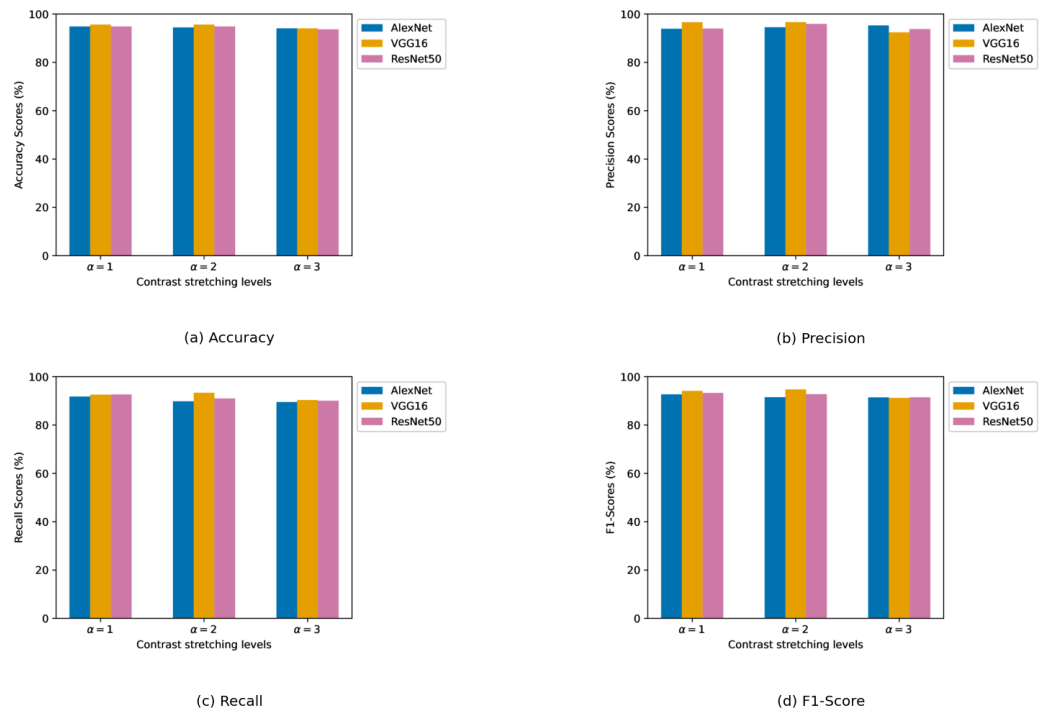 100
80
60
40
20
0
Accuracy Scores (%)
α = 1
α = 2
α = 3
Contrast stretching levels
AlexNet
VGG16
ResNet50
(a) Accuracy
100
80
60
40
20
0
Precision Scores (%)
α = 1
α = 2
α = 3
Contrast stretching levels
AlexNet
VGG16
ResNet50
(b) Precision
100
80
60
40
20
0
Recall Scores (%)
α = 1
α = 2
α = 3
Contrast stretching levels
AlexNet
VGG16
ResNet50
(c) Recall
100
80
60
40
20
0
F1-Scores (%)
α = 1
α = 2
α = 3
Contrast stretching levels
AlexNet
VGG16
ResNet50
(d) F1-Score